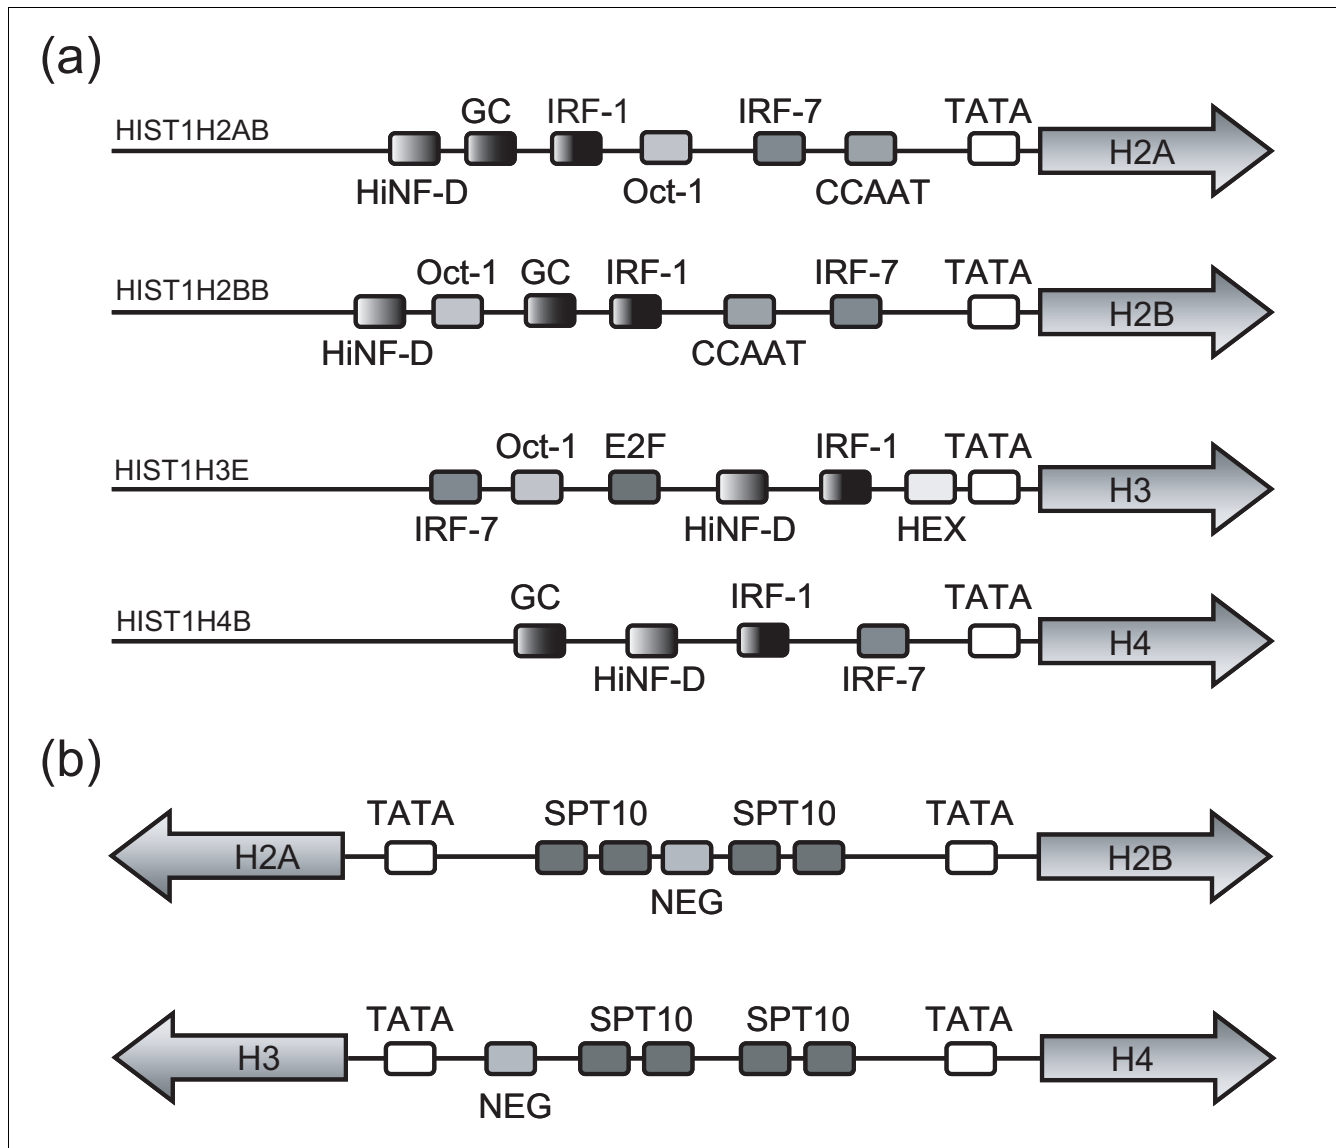 (a)
GC IRF-1 IRF-7 TATA
HIST1H2AB
H2A
HiNF-D Oct-1 CCAAT
Oct-1 GC IRF-1 IRF-7 TATA
HIST1H2BB
H2B
HiNF-D CCAAT
Oct-1 E2F IRF-1 TATA
HIST1H3E
H3
IRF-7 HiNF-D HEX
GC IRF-1 TATA
HIST1H4B
H4
HiNF-D IRF-7
(b)
TATA SPT10 SPT10 TATA
H2A H2B
NEG
TATA SPT10 SPT10 TATA
H3 H4
NEG